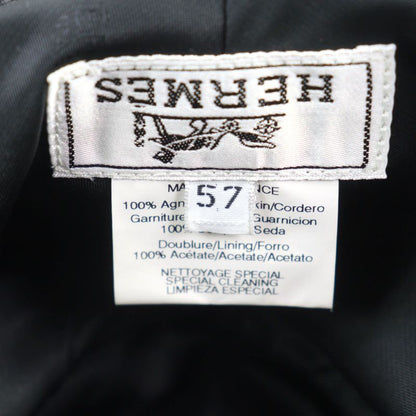 HERMES
57
100% Agn
/Cordero
Garniture
Guarnicion
Seda
Doublure/Lining/Forro
100% Acétate/Acetate/Acetato
NETTOYAGE SPECIAL
SPECIAL CLEANING
LIMPIEZA ESPECIAL